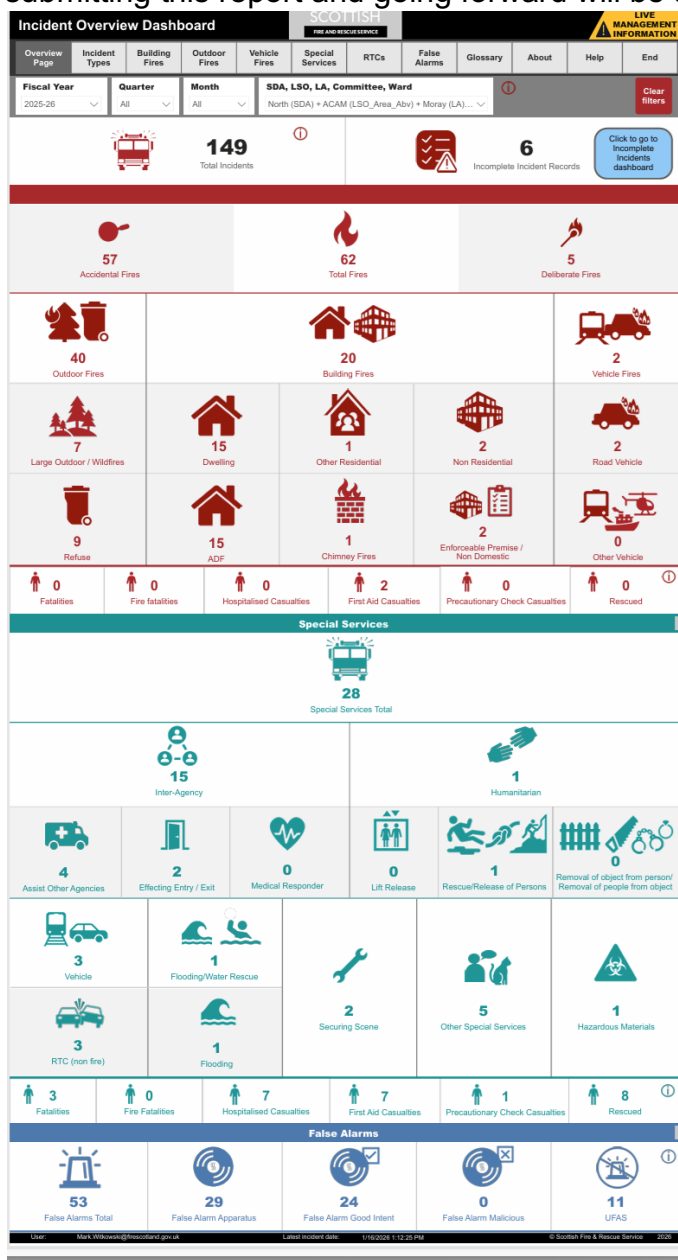 submitting this report and going forward will be
Incident Overview Dashboard
SCOTTISH
FIRE AND RESCUE SERVICE
LIVE
MANAGEMENT
INFORMATION
Overview Page
Incident Types
Building Fires
Outdoor Fires
Vehicle Fires
Special Services
RTCs
False Alarms
Glossary
About
Help
End
Fiscal Year
Quarter
Month
SDA, LSO, LA, Committee, Ward
2025-26
All
All
North (SDA) + ACAM (LSO_Area_Abv) + Moray (LA)...
Clear filters
149
Total Incidents
6
Incomplete Incident Records
Click to go to
Incomplete
Incidents
dashboard
57
Accidental Fires
62
Total Fires
5
Deliberate Fires
40
Outdoor Fires
20
Building Fires
2
Vehicle Fires
7
Large Outdoor / Wildfires
15
Dwelling
1
Other Residential
2
Non Residential
2
Road Vehicle
9
Refuse
15
ADF
1
Chimney Fires
2
Enforceable Premise /
Non Domestic
0
Other Vehicle
0
Fatalities
0
Fire fatalities
0
Hospitalised Casualties
2
First Aid Casualties
0
Precautionary Check Casualties
0
Rescued
Special Services
28
Special Services Total
15
Inter-Agency
1
Humanitarian
4
Assist Other Agencies
2
Effecting Entry / Exit
0
Medical Responder
0
Lift Release
1
Rescue/Release of Persons
0
Removal of object from person/
Removal of people from object
3
Vehicle
1
Flooding/Water Rescue
2
Securing Scene
5
Other Special Services
1
Hazardous Materials
3
RTC (non fire)
1
Flooding
3
Fatalities
0
Fire Fatalities
7
Hospitalised Casualties
7
First Aid Casualties
1
Precautionary Check Casualties
8
Rescued
False Alarms
53
False Alarms Total
29
False Alarm Apparatus
24
False Alarm Good Intent
0
False Alarm Malicious
11
UFAS
User: Mark.Witkowski@firescotland.gov.uk
Latest incident date: 1/16/2026 1:12:25 PM
© Scottish Fire & Rescue Service 2026